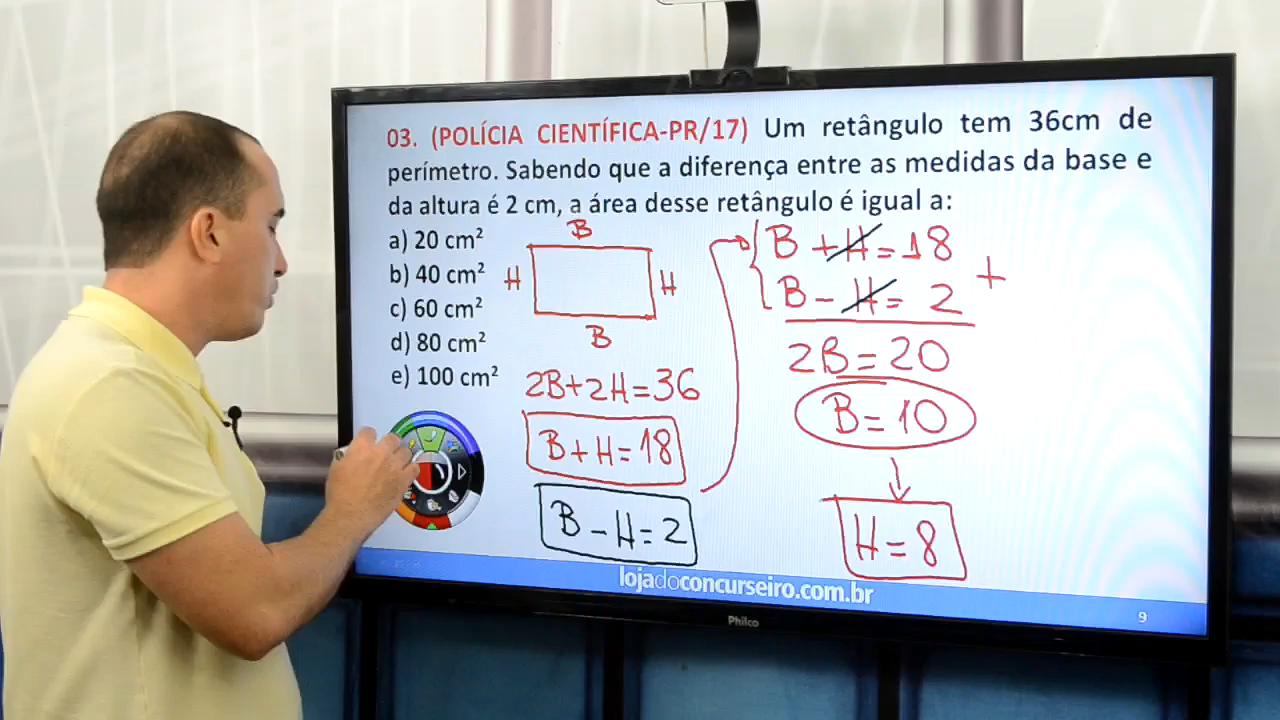 03. (POLÍCIA CIENTÍFICA-PR/17) Um retângulo tem 36cm de
perímetro. Sabendo que a diferença entre as medidas da base e
da altura é 2 cm, a área desse retângulo é igual a:
a) 20 cm²
b) 40 cm²
c) 60 cm²
d) 80 cm²
e) 100 cm²
B
H
H
B
2B+2H=36
B+H=18
B-H=2
B+H=18
B-H=2
+
2B=20
B=10
H=8
lojadoconcurseiro.com.br
9
Philco